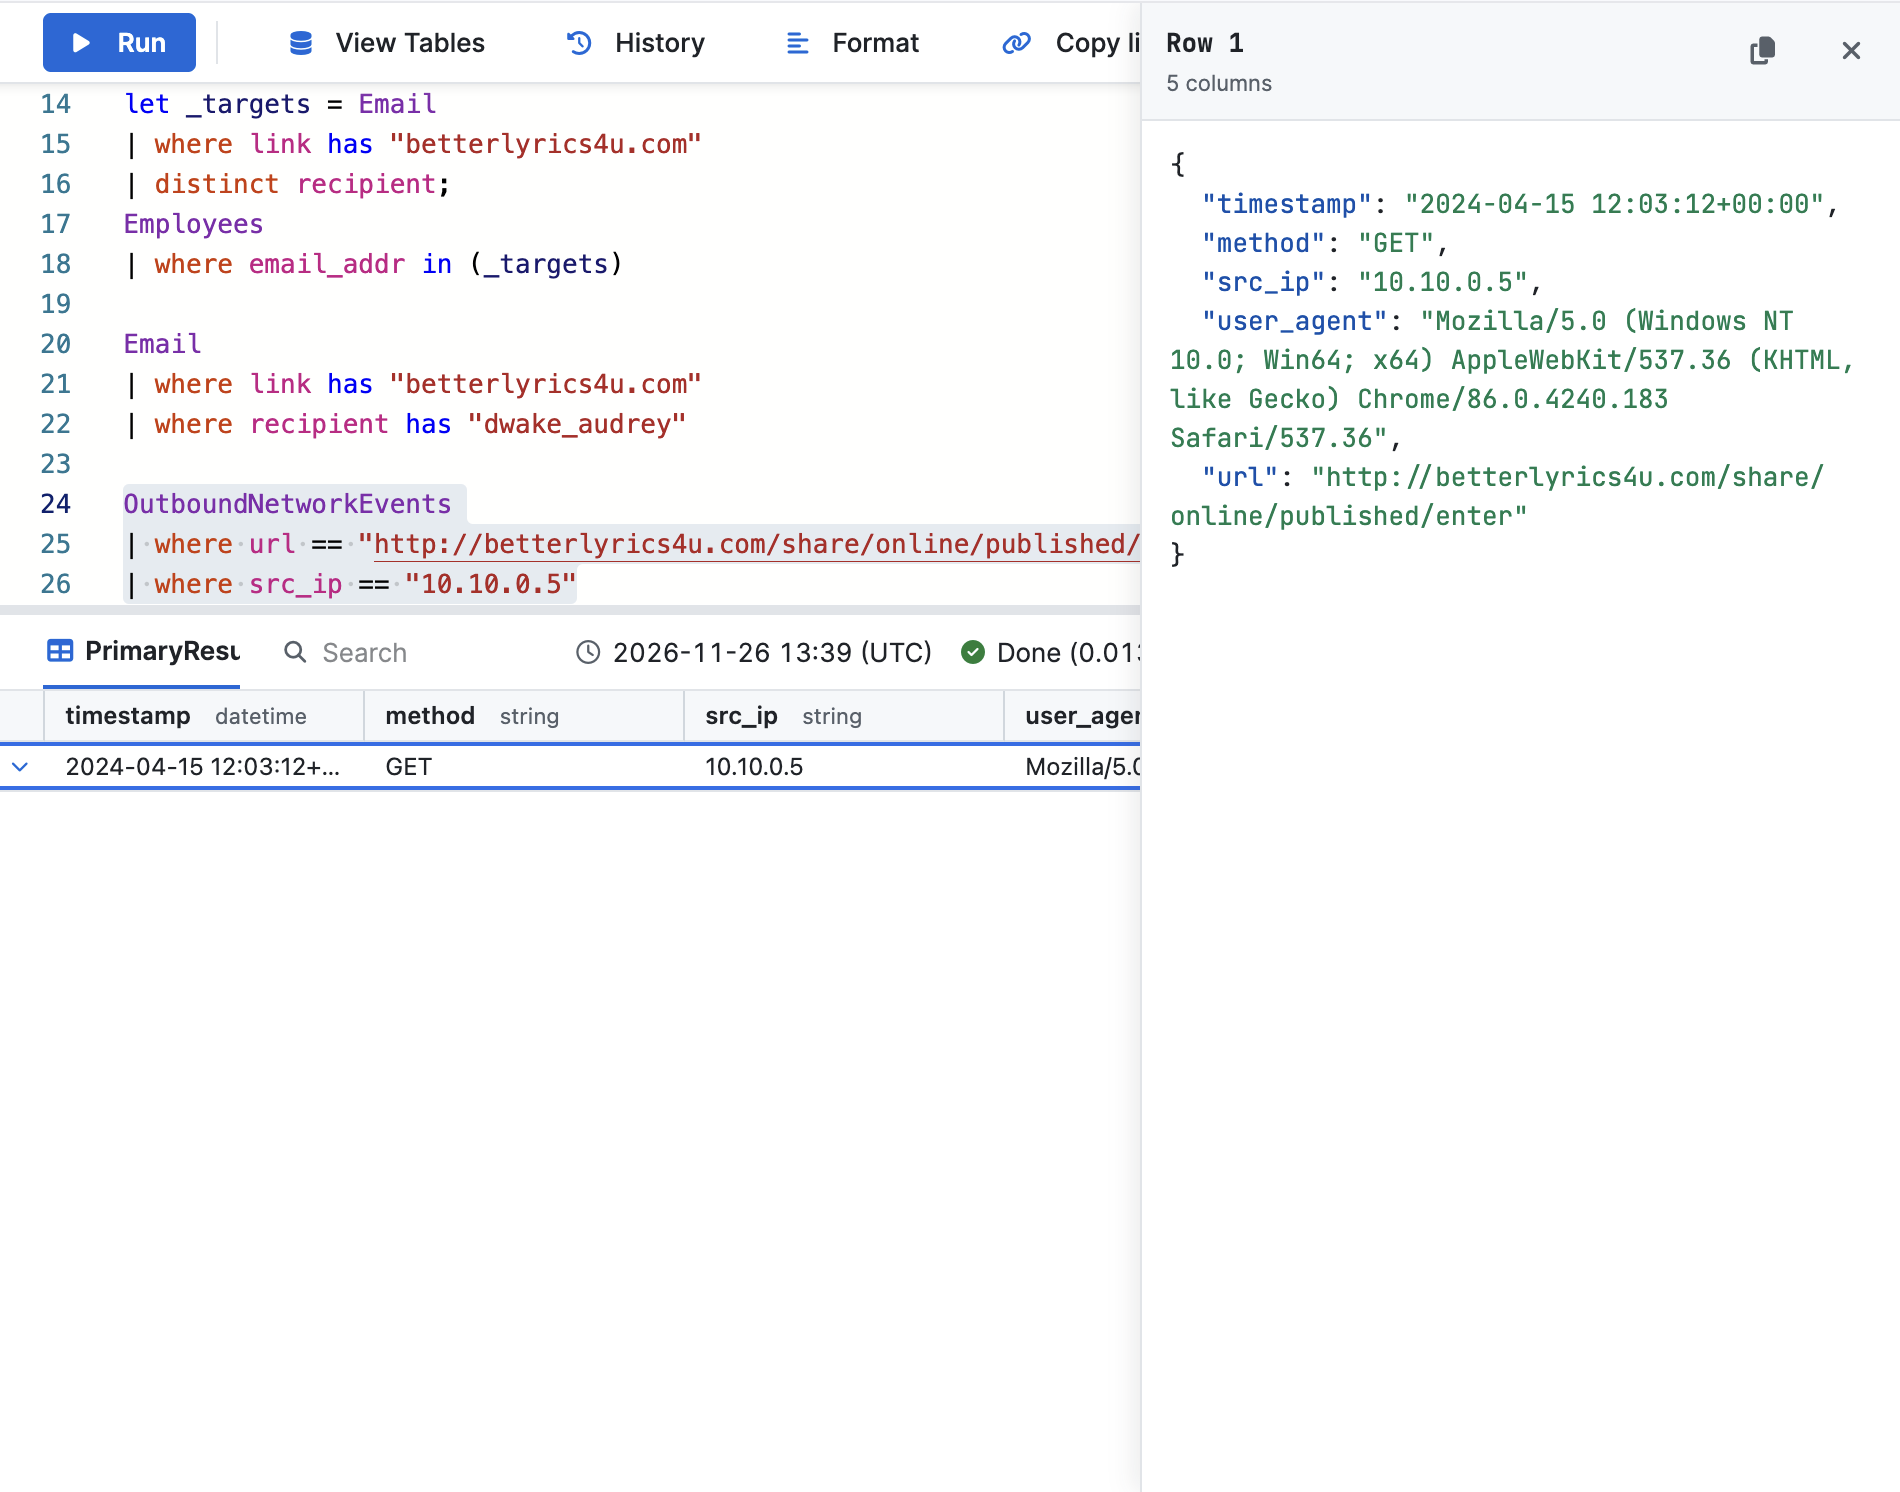 Run
View Tables
History
Format
Copy li
14 let _targets = Email
15 | where link has "betterlyrics4u.com"
16 | distinct recipient;
17 Employees
18 | where email_addr in (_targets)
19
20 Email
21 | where link has "betterlyrics4u.com"
22 | where recipient has "dwake_audrey"
23
24 OutboundNetworkEvents
25 | where url == "http://betterlyrics4u.com/share/online/published/
26 | where src_ip == "10.10.0.5"
PrimaryResu
Search
2026-11-26 13:39 (UTC)
Done (0.013
timestamp datetime method string src_ip string user_agen
2024-04-15 12:03:12+... GET 10.10.0.5 Mozilla/5.0
Row 1
5 columns
{
"timestamp": "2024-04-15 12:03:12+00:00",
"method": "GET",
"src_ip": "10.10.0.5",
"user_agent": "Mozilla/5.0 (Windows NT
10.0; Win64; x64) AppleWebKit/537.36 (KHTML,
like Gecko) Chrome/86.0.4240.183
Safari/537.36",
"url": "http://betterlyrics4u.com/share/
online/published/enter"
}